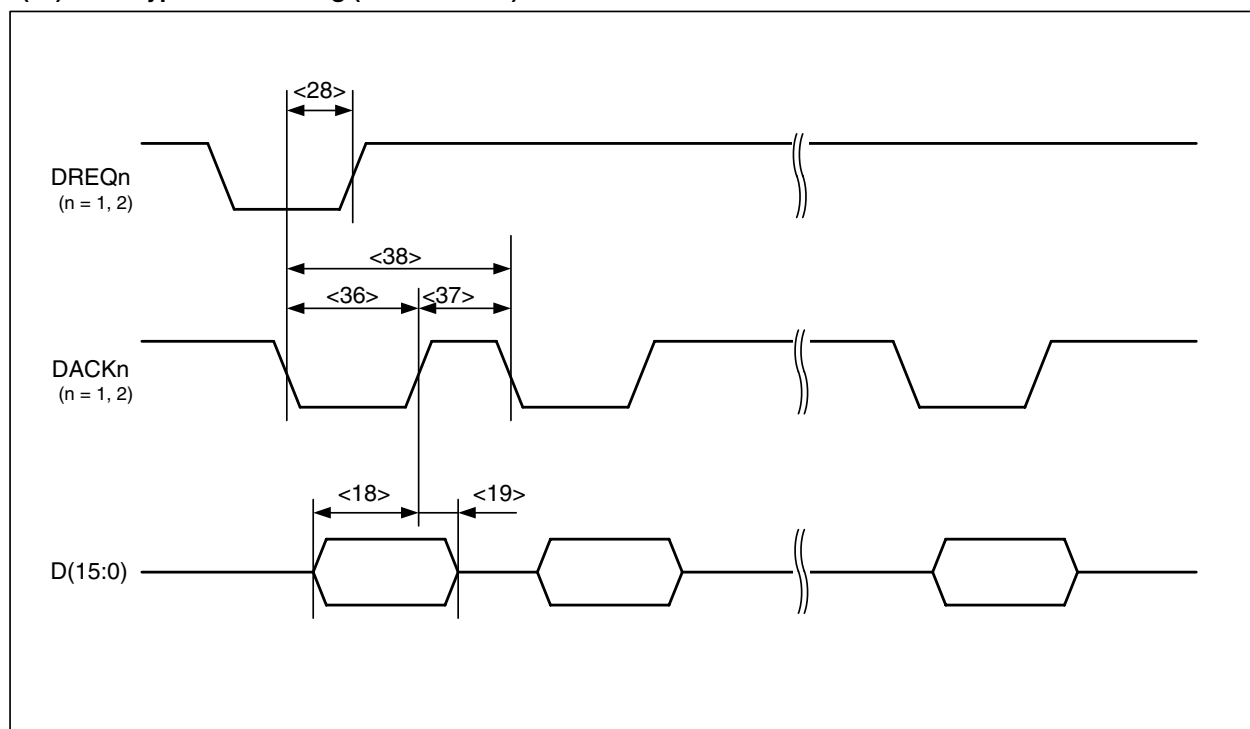 <28>
DREQn
(n = 1, 2)
<38>
<36>
<37>
DACKn
(n = 1, 2)
<18>
<19>
D(15:0)